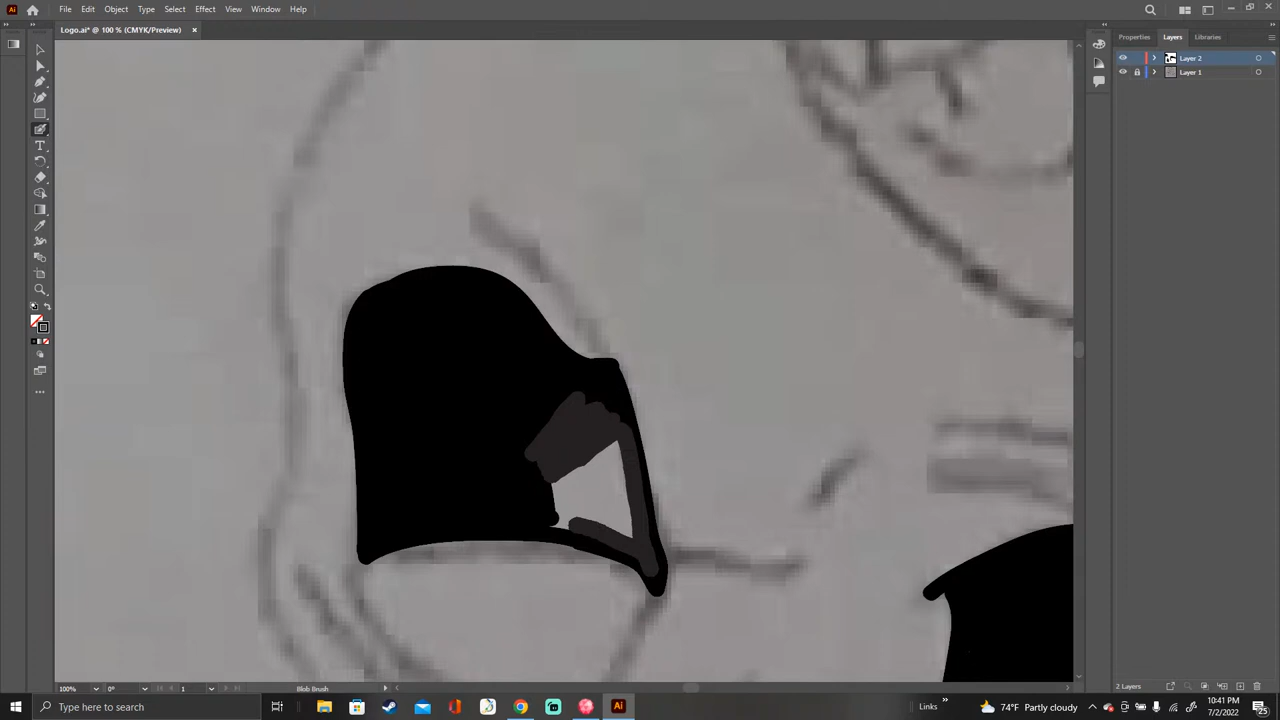 File Edit Object Type Select Effect View Window Help
Logo.ai* @ 100 % (CMYK/Preview) ×
Properties Layers Libraries
Layer 2
Layer 1
100% 0° 1 Blob Brush
2 Layers
Type here to search
Links
74°F Partly cloudy
10:41 PM
7/2/2022